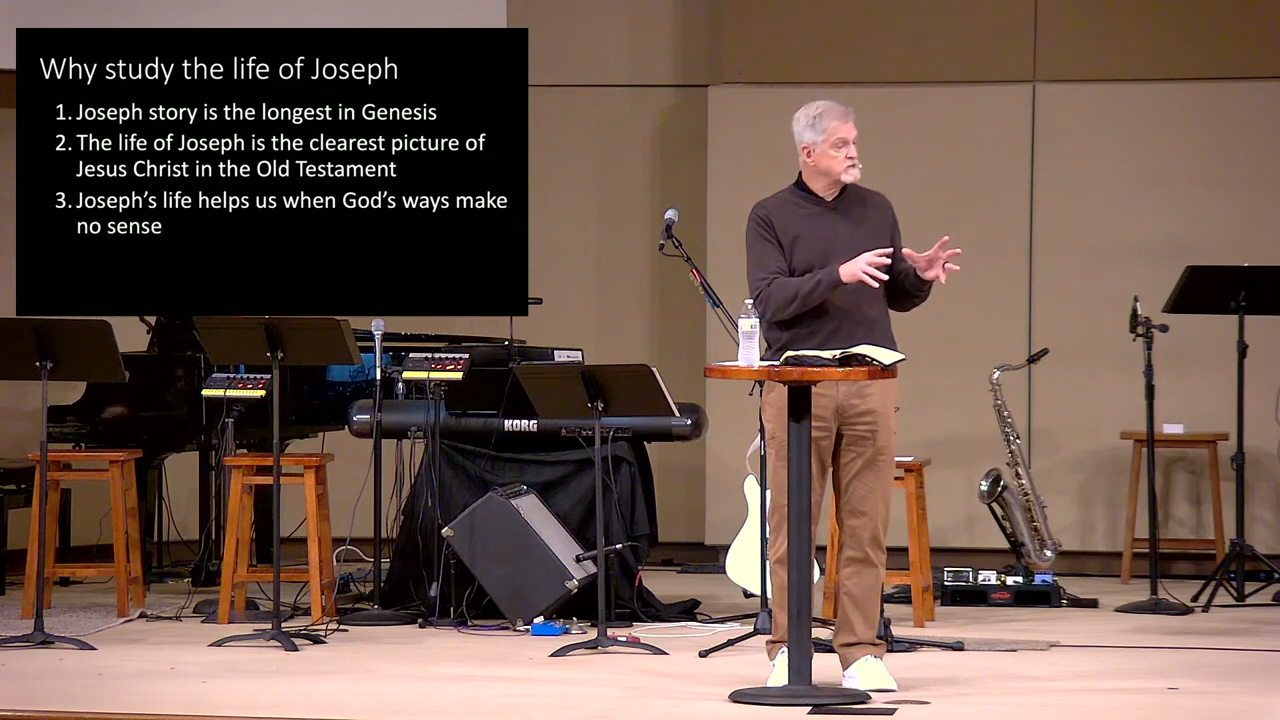 Why study the life of Joseph
1. Joseph story is the longest in Genesis
2. The life of Joseph is the clearest picture of
Jesus Christ in the Old Testament
3. Joseph’s life helps us when God’s ways make
no sense
KORG